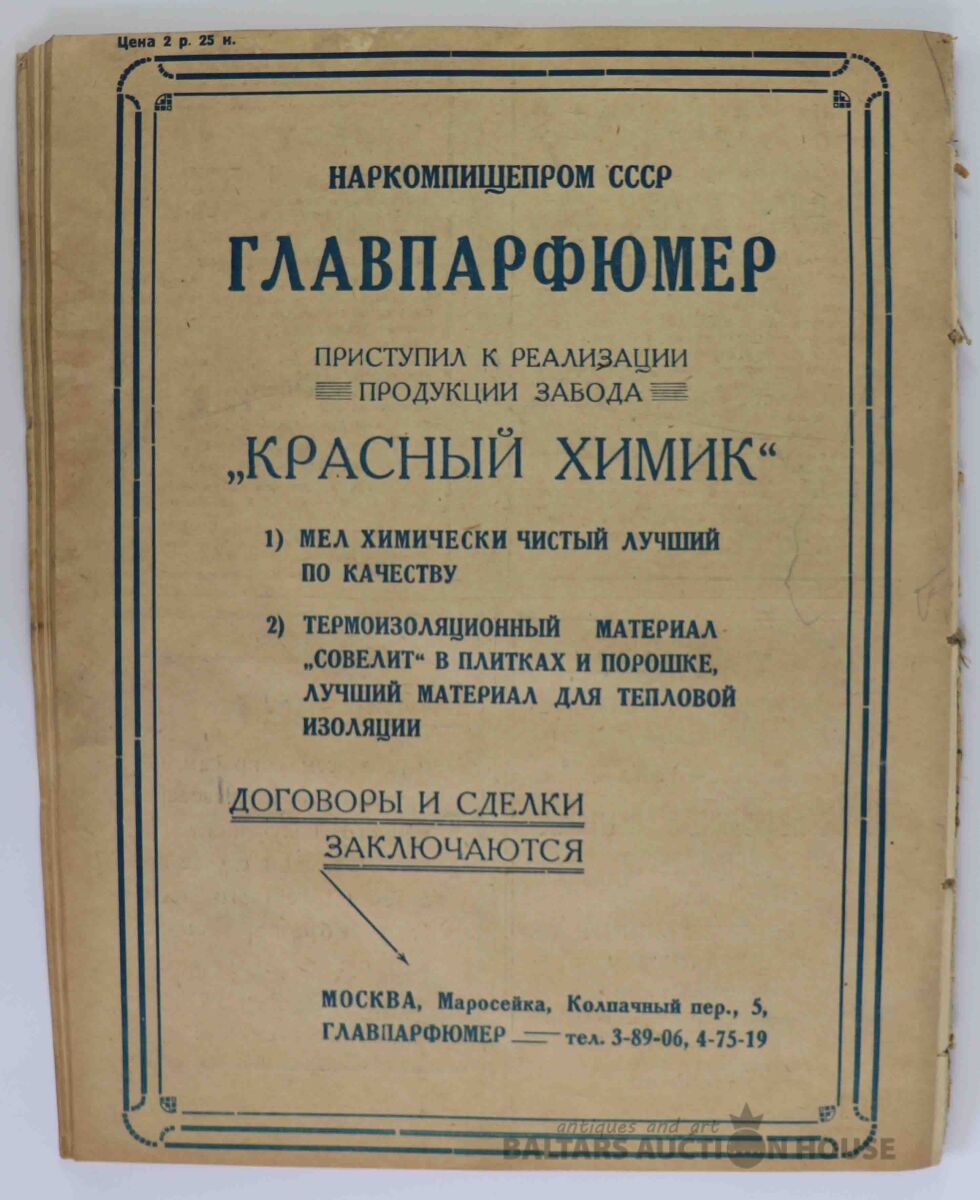 Цена 2 р. 25 к.
НАРКОМПИЩЕПРОМ СССР
ГЛАВПАРФЮМЕР
ПРИСТУПИЛ К РЕАЛИЗАЦИИ
ПРОДУКЦИИ ЗАВОДА
„КРАСНЫЙ ХИМИК“
1) МЕЛ ХИМИЧЕСКИ ЧИСТЫЙ ЛУЧШИЙ
ПО КАЧЕСТВУ
2) ТЕРМОИЗОЛЯЦИОННЫЙ МАТЕРИАЛ
„СОВЕЛИТ“ В ПЛИТКАХ И ПОРОШКЕ,
ЛУЧШИЙ МАТЕРИАЛ ДЛЯ ТЕПЛОВОЙ
ИЗОЛЯЦИИ
ДОГОВОРЫ И СДЕЛКИ
ЗАКЛЮЧАЮТСЯ
МОСКВА, Маросейка, Колпачный пер., 5,
ГЛАВПАРФЮМЕР — тел. 3-89-06, 4-75-19
antiques and art
BALTARS AUCTION HOUSE